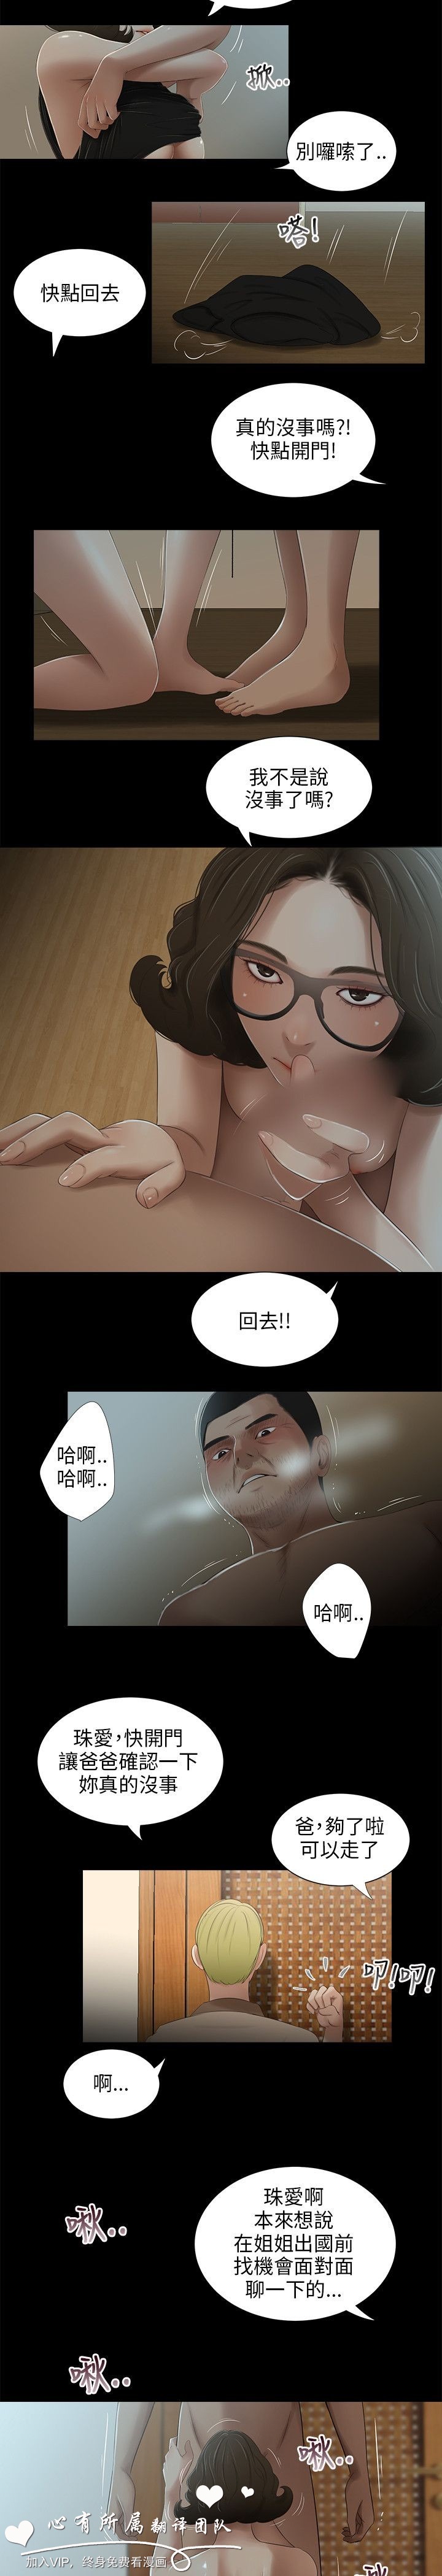 掀..
別囉嗦了..
嗒!
快點回去
真的沒事嗎?!
快點開門!
我不是說
沒事了嗎?
回去!!
哈啊..
哈啊..
哈啊..
珠愛,快開門
讓爸爸確認一下
妳真的沒事
爸,夠了啦
可以走了
叩!叩!
啊...
珠愛啊
本來想說
在姐姐出國前
找機會面對面
聊一下的...
啾..
啾..
啾..
心有所属翻译团队
加入VIP，终身免费看漫画